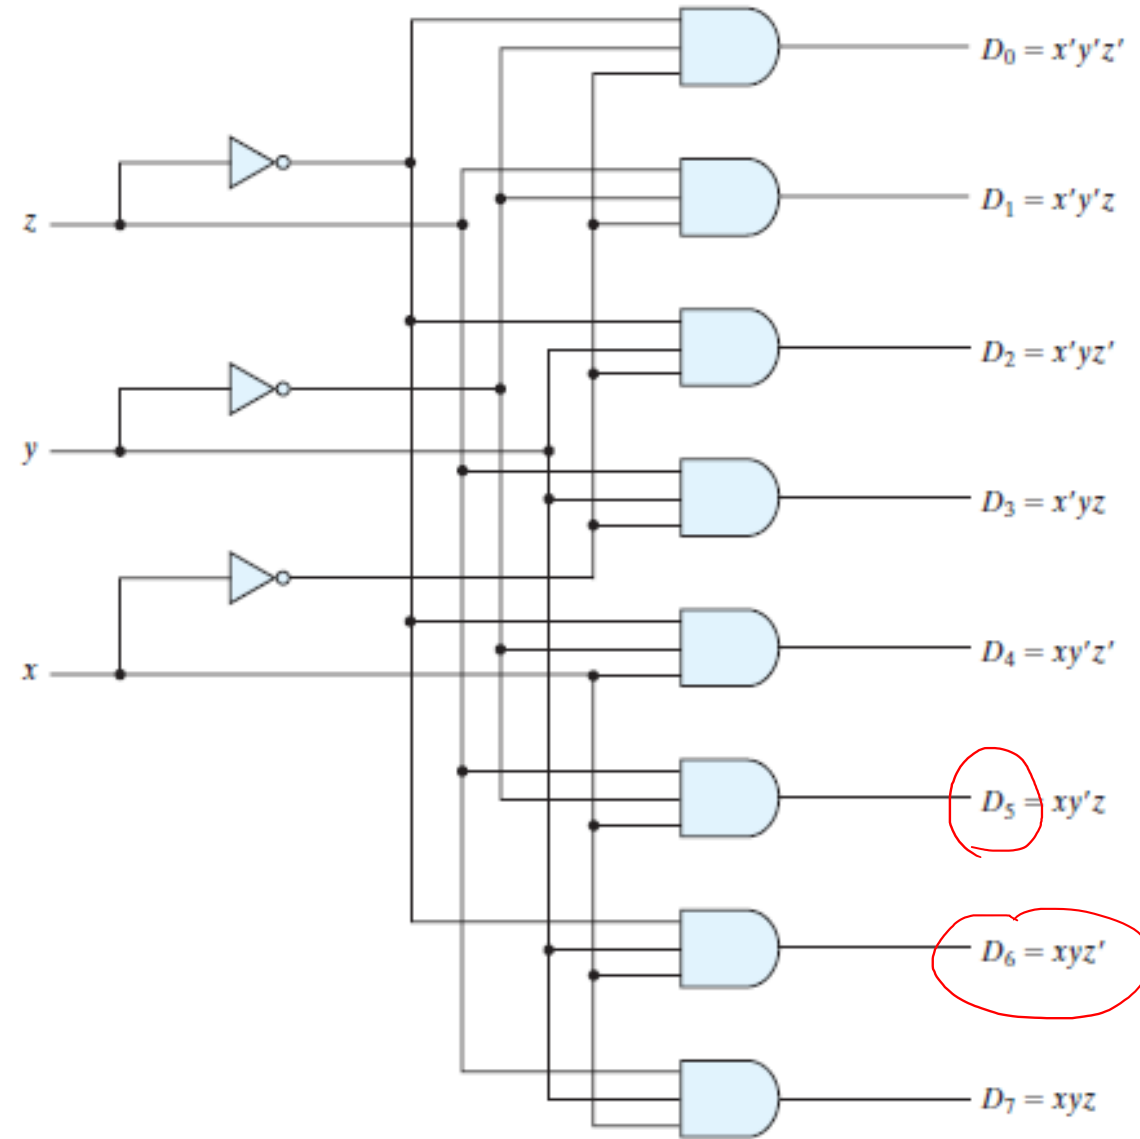 D₀ = x′y′z′
D₁ = x′y′z
z
D₂ = x′yz′
y
D₃ = x′yz
D₄ = xy′z′
x
D₅ = xy′z
D₆ = xyz′
D₇ = xyz